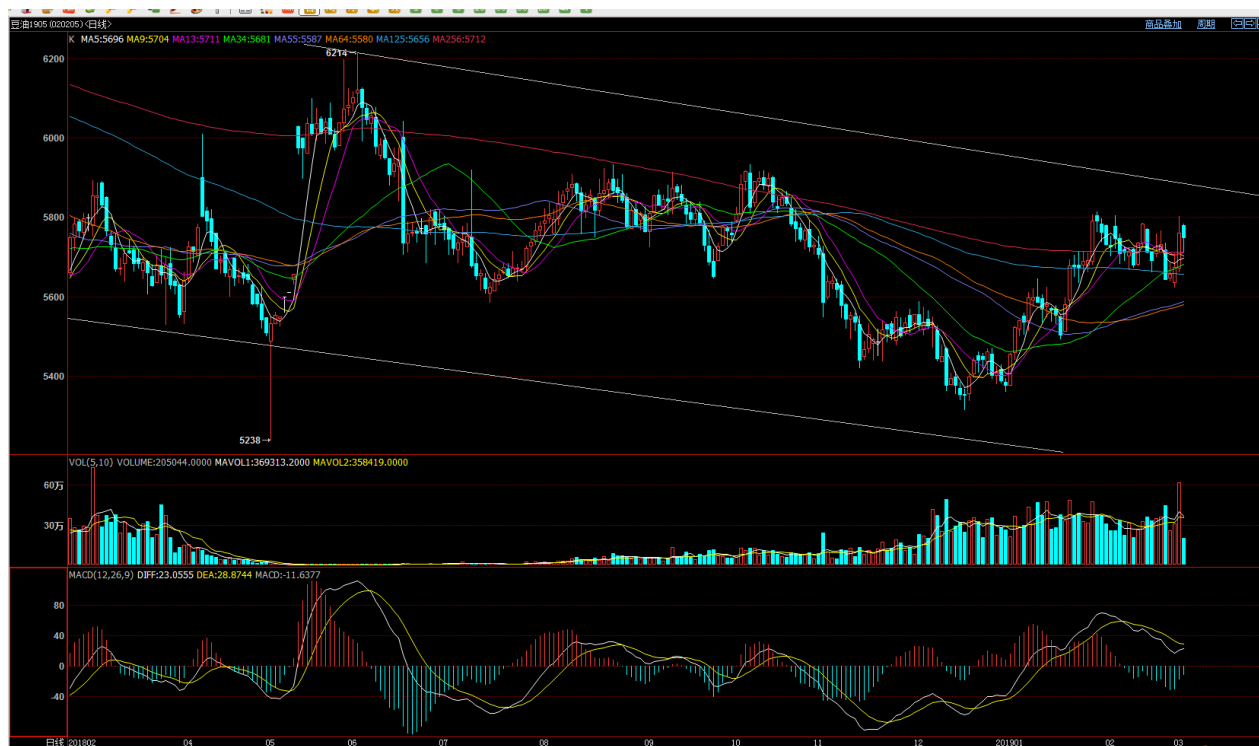 豆油1905 (020205)<日线> 商品叠加 周期
K MA5:5696 MA9:5704 MA13:5711 MA34:5681 MA55:5587 MA64:5580 MA125:5656 MA256:5712
6214
6200
6000
5800
5600
5400
5238
VOL(5,10) VOLUME:205044.0000 MAVOL1:369313.2000 MAVOL2:358419.0000
60万
30万
MACD(12,26,9) DIFF:23.0555 DEA:28.8744 MACD:-11.6377
80
40
0
-40
日线 201802 04 05 06 07 08 09 10 11 12 201901 02 03